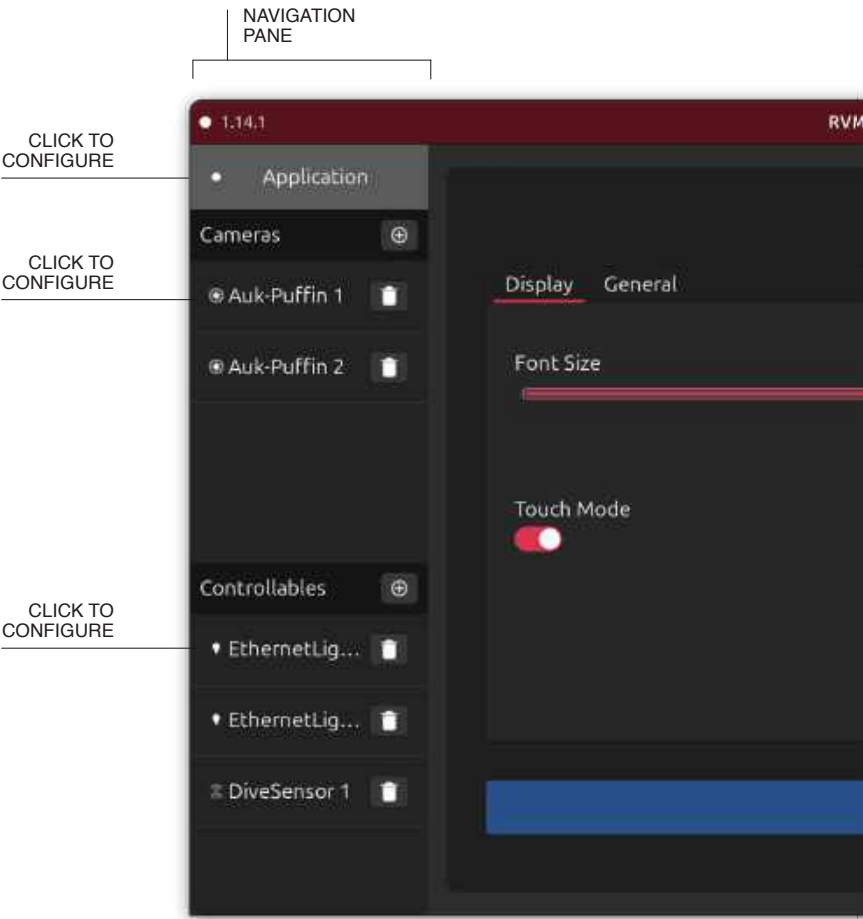 NAVIGATION
PANE
1.14.1
RVM
CLICK TO
CONFIGURE
Application
Cameras
CLICK TO
CONFIGURE
Auk-Puffin 1
Display General
Auk-Puffin 2
Font Size
Touch Mode
Controllables
CLICK TO
CONFIGURE
EthernetLig...
EthernetLig...
DiveSensor 1